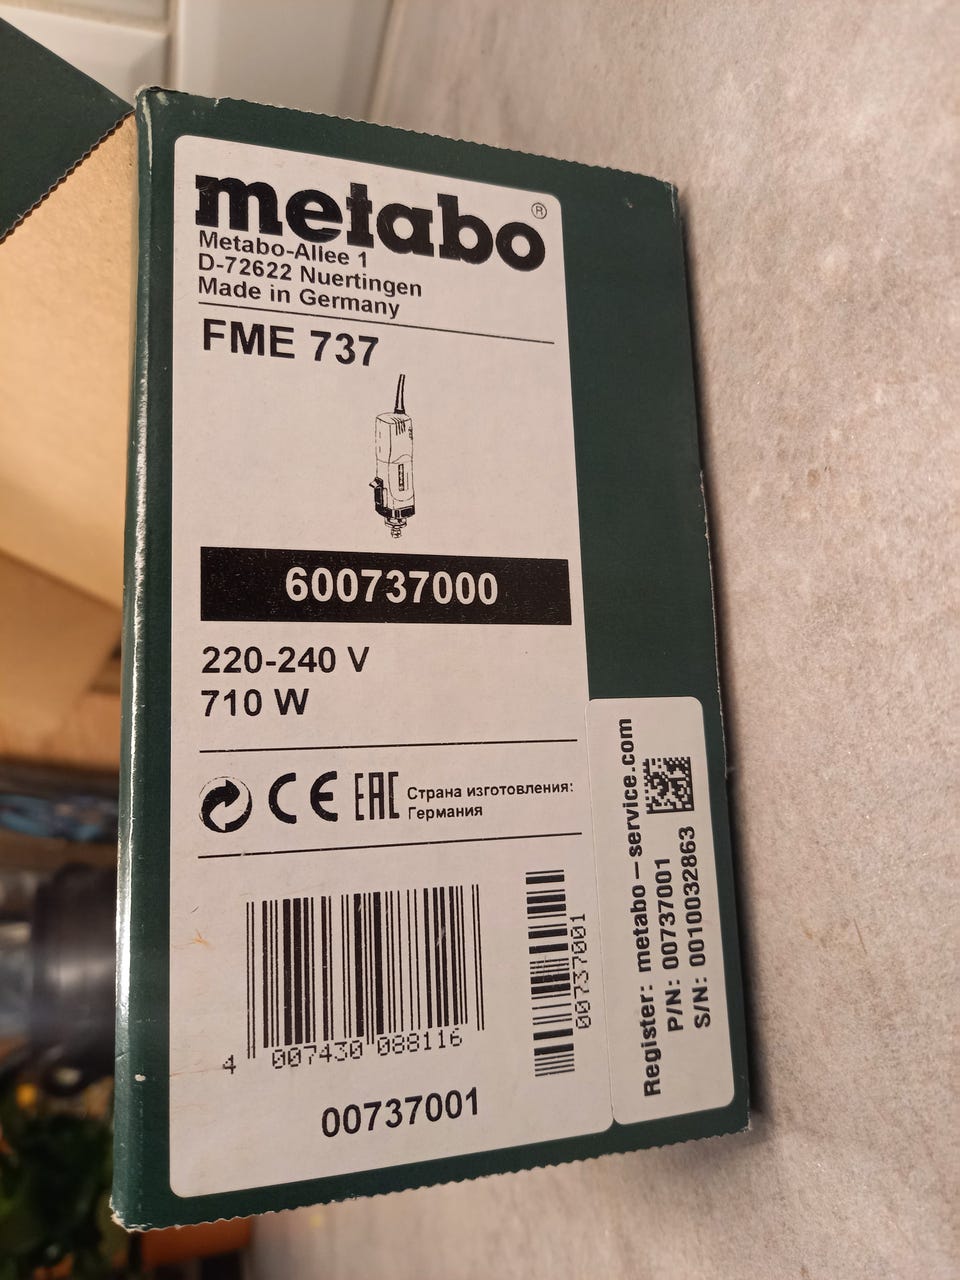 metabo®
Metabo-Allee 1
D-72622 Nuertingen
Made in Germany
FME 737
600737000
220-240 V
710 W
CE EAC Страна изготовления:
Германия
4 007430 088116
00737001
00737001
Register: metabo-service.com
P/N: 00737001
S/N: 0010032863